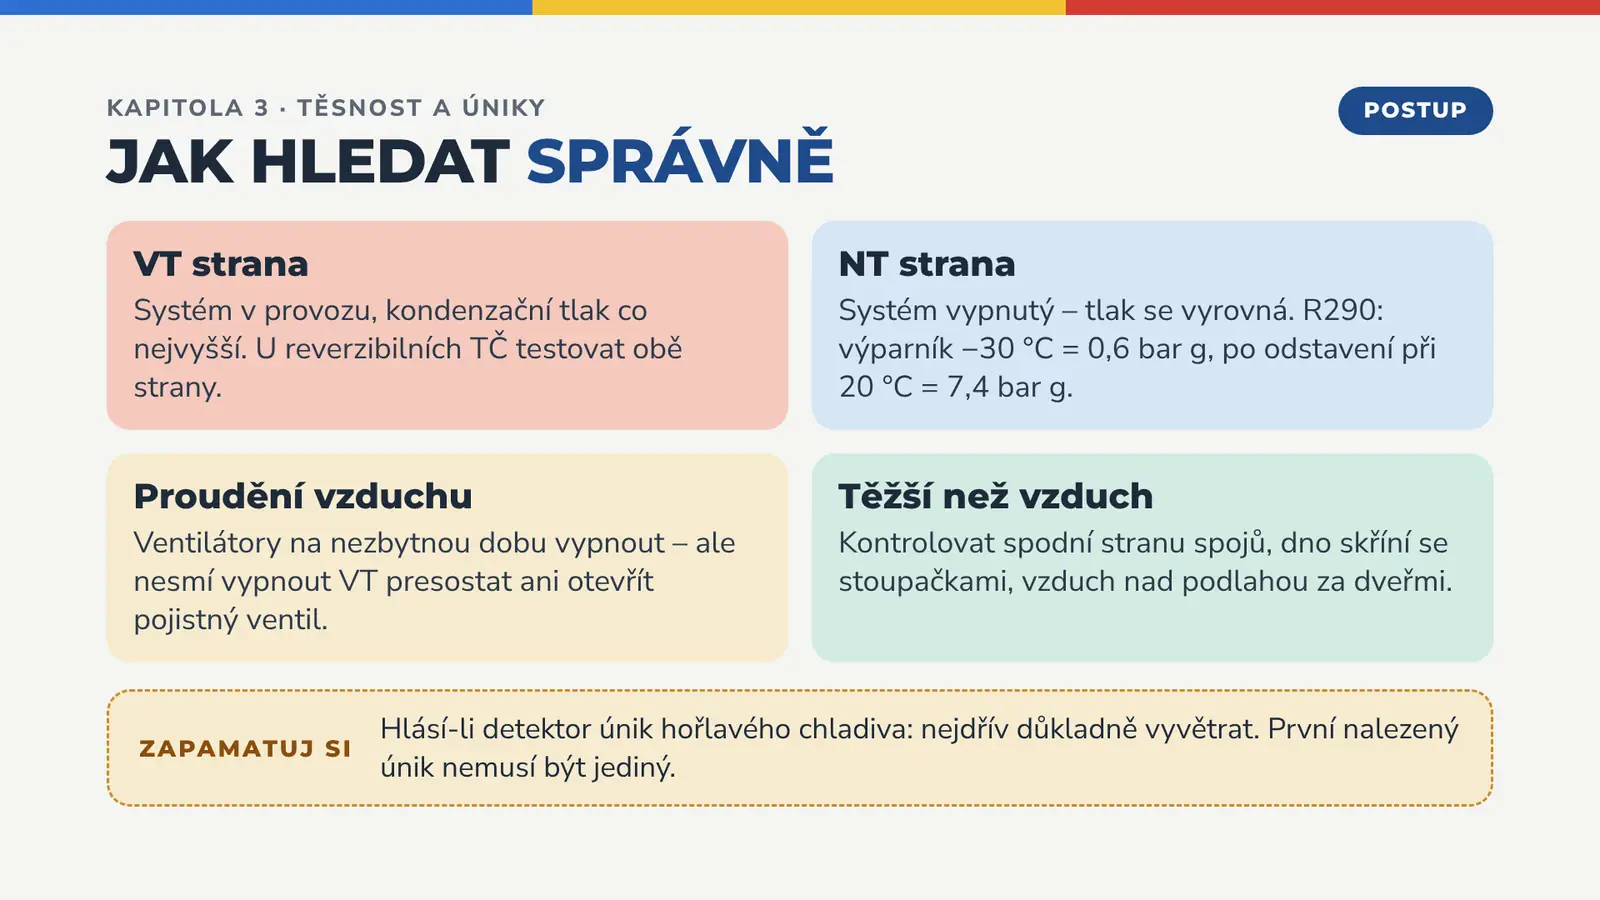 KAPITOLA 3 · TĚSNOST A ÚNIKY
POSTUP
JAK HLEDAT SPRÁVNĚ
VT strana
Systém v provozu, kondenzační tlak co
nejvyšší. U reverzibilních TČ testovat obě
strany.
NT strana
Systém vypnutý – tlak se vyrovná. R290:
výparník −30 °C = 0,6 bar g, po odstavení při
20 °C = 7,4 bar g.
Proudění vzduchu
Ventilátory na nezbytnou dobu vypnout – ale
nesmí vypnout VT presostat ani otevřít
pojistný ventil.
Těžší než vzduch
Kontrolovat spodní stranu spojů, dno skříní se
stoupačkami, vzduch nad podlahou za dveřmi.
ZAPAMATUJ SI
Hlásí-li detektor únik hořlavého chladiva: nejdřív důkladně vyvětrat. První nalezený
únik nemusí být jediný.